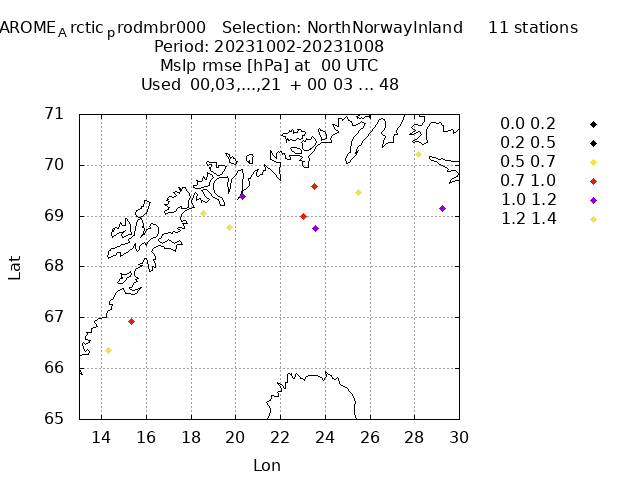 AROME_Arctic_prodmbr000 Selection: NorthNorwayInland 11 stations
Period: 20231002-20231008
Mslp rmse [hPa] at 00 UTC
Used 00,03,...,21 + 00 03 ... 48
71
70
69
68
67
66
65
Lat
14 16 18 20 22 24 26 28 30
Lon
0.0 0.2
0.2 0.5
0.5 0.7
0.7 1.0
1.0 1.2
1.2 1.4